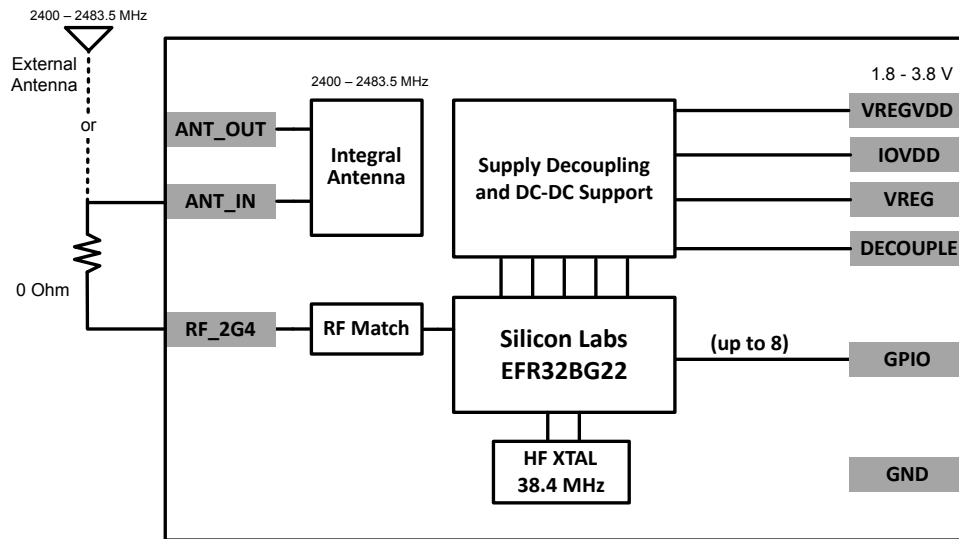 2400 – 2483.5 MHz
External
Antenna
or
0 Ohm
2400 – 2483.5 MHz
ANT_OUT
ANT_IN
Integral
Antenna
RF_2G4
RF Match
Supply Decoupling
and DC-DC Support
Silicon Labs
EFR32BG22
HF XTAL
38.4 MHz
(up to 8)
1.8 - 3.8 V
VREGVDD
IOVDD
VREG
DECOUPLE
GPIO
GND